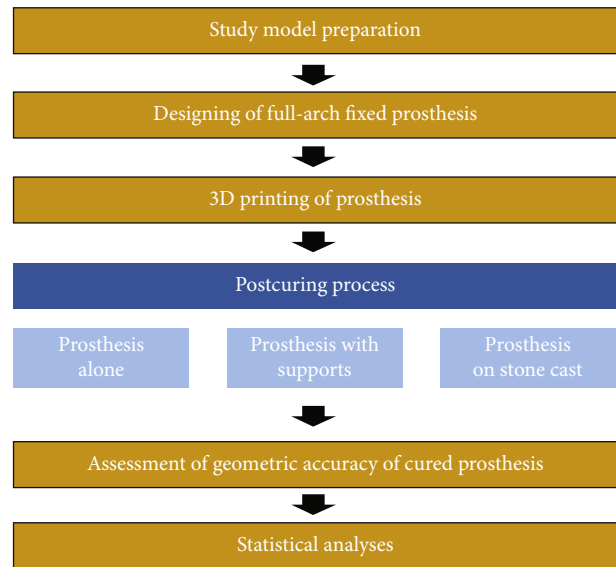 Study model preparation
Designing of full-arch fixed prosthesis
3D printing of prosthesis
Postcuring process
Prosthesis
alone
Prosthesis with
supports
Prosthesis
on stone cast
Assessment of geometric accuracy of cured prosthesis
Statistical analyses